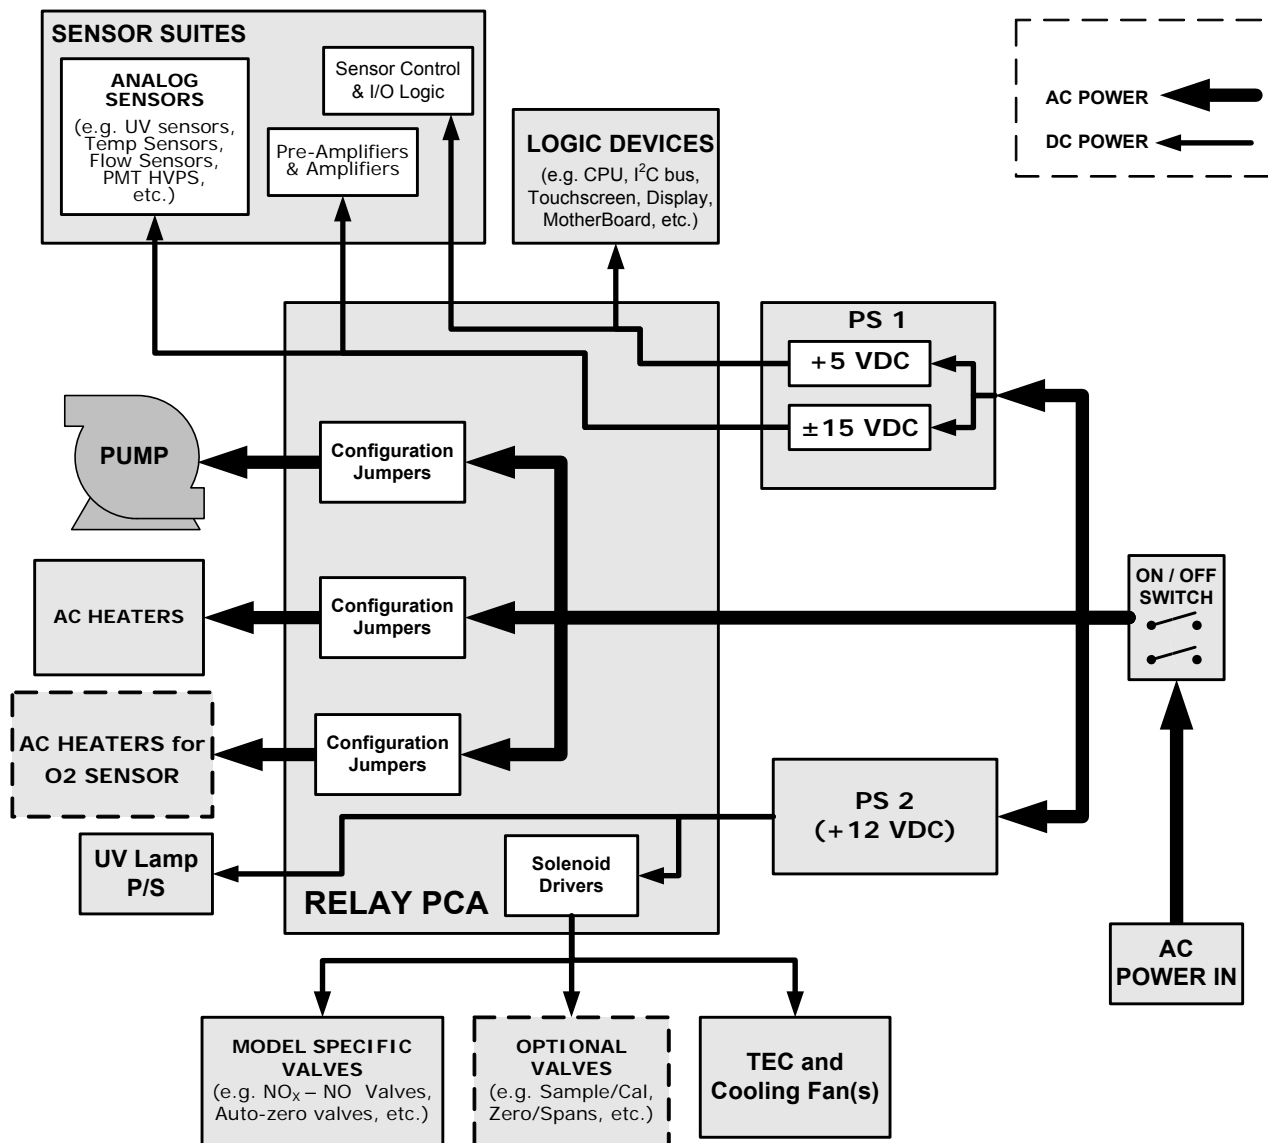 SENSOR SUITES
ANALOG
SENSORS
(e.g. UV sensors,
Temp Sensors,
Flow Sensors,
PMT HVPS,
etc.)
Sensor Control
& I/O Logic
Pre-Amplifiers
& Amplifiers
LOGIC DEVICES
(e.g. CPU, I²C bus,
Touchscreen, Display,
MotherBoard, etc.)
AC POWER
DC POWER
PS 1
+5 VDC
±15 VDC
PUMP
Configuration
Jumpers
AC HEATERS
Configuration
Jumpers
ON / OFF
SWITCH
AC HEATERS for
O2 SENSOR
Configuration
Jumpers
PS 2
(+12 VDC)
UV Lamp
P/S
Solenoid
Drivers
RELAY PCA
AC
POWER IN
MODEL SPECIFIC
VALVES
(e.g. NOₓ – NO Valves,
Auto-zero valves, etc.)
OPTIONAL
VALVES
(e.g. Sample/Cal,
Zero/Spans, etc.)
TEC and
Cooling Fan(s)